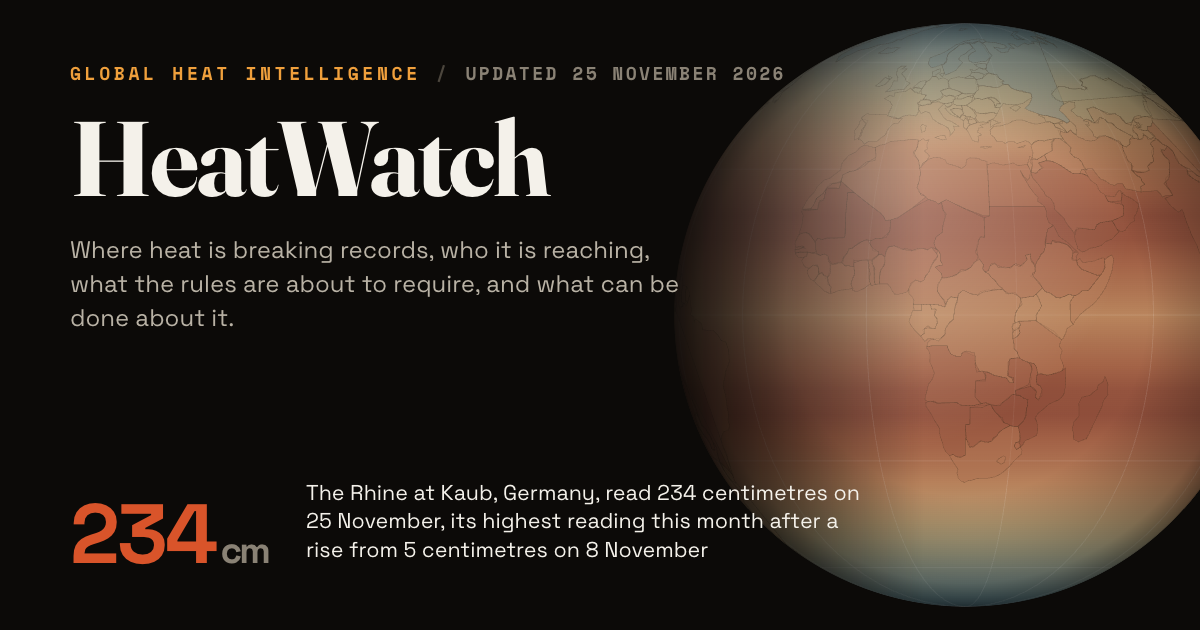 GLOBAL HEAT INTELLIGENCE / UPDATED 25 NOVEMBER 2026
HeatWatch
Where heat is breaking records, who it is reaching,
what the rules are about to require, and what can be
done about it.
234 cm
The Rhine at Kaub, Germany, read 234 centimetres on
25 November, its highest reading this month after a
rise from 5 centimetres on 8 November